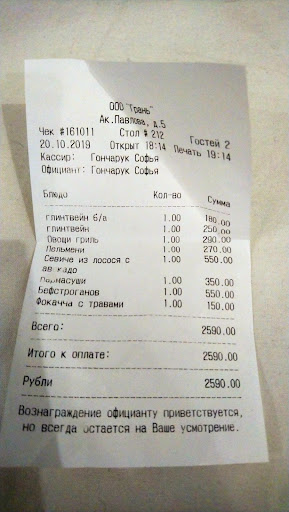 ООО "Грань"
Ак.Павлова, д.5
Чек #161011 Стол # 212 Гостей 2
20.10.2019 Открыт 18:14 Печать 19:14
Кассир: Гончарук Софья
Официант: Гончарук Софья
Блюдо Кол-во Сумма
глинтвейн б/а 1.00 180.00
глинтвейн 1.00 250.00
Овощи гриль 1.00 290.00
Пельмени 1.00 270.00
Севиче из лосося с 1.00 550.00
авокадо
1.00 350.00
Бефстроганов 1.00 550.00
Фокачча с травами 1.00 150.00
Всего: 2590.00
Итого к оплате: 2590.00
Рубли 2590.00
Вознаграждение официанту приветствуется,
но всегда остается на Ваше усмотрение.